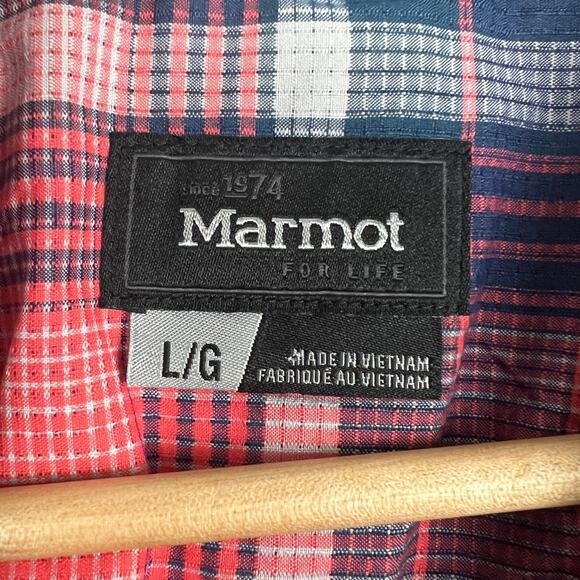 Since 1974
Marmot
FOR LIFE
L/G
MADE IN VIETNAM
FABRIQUÉ AU VIETNAM